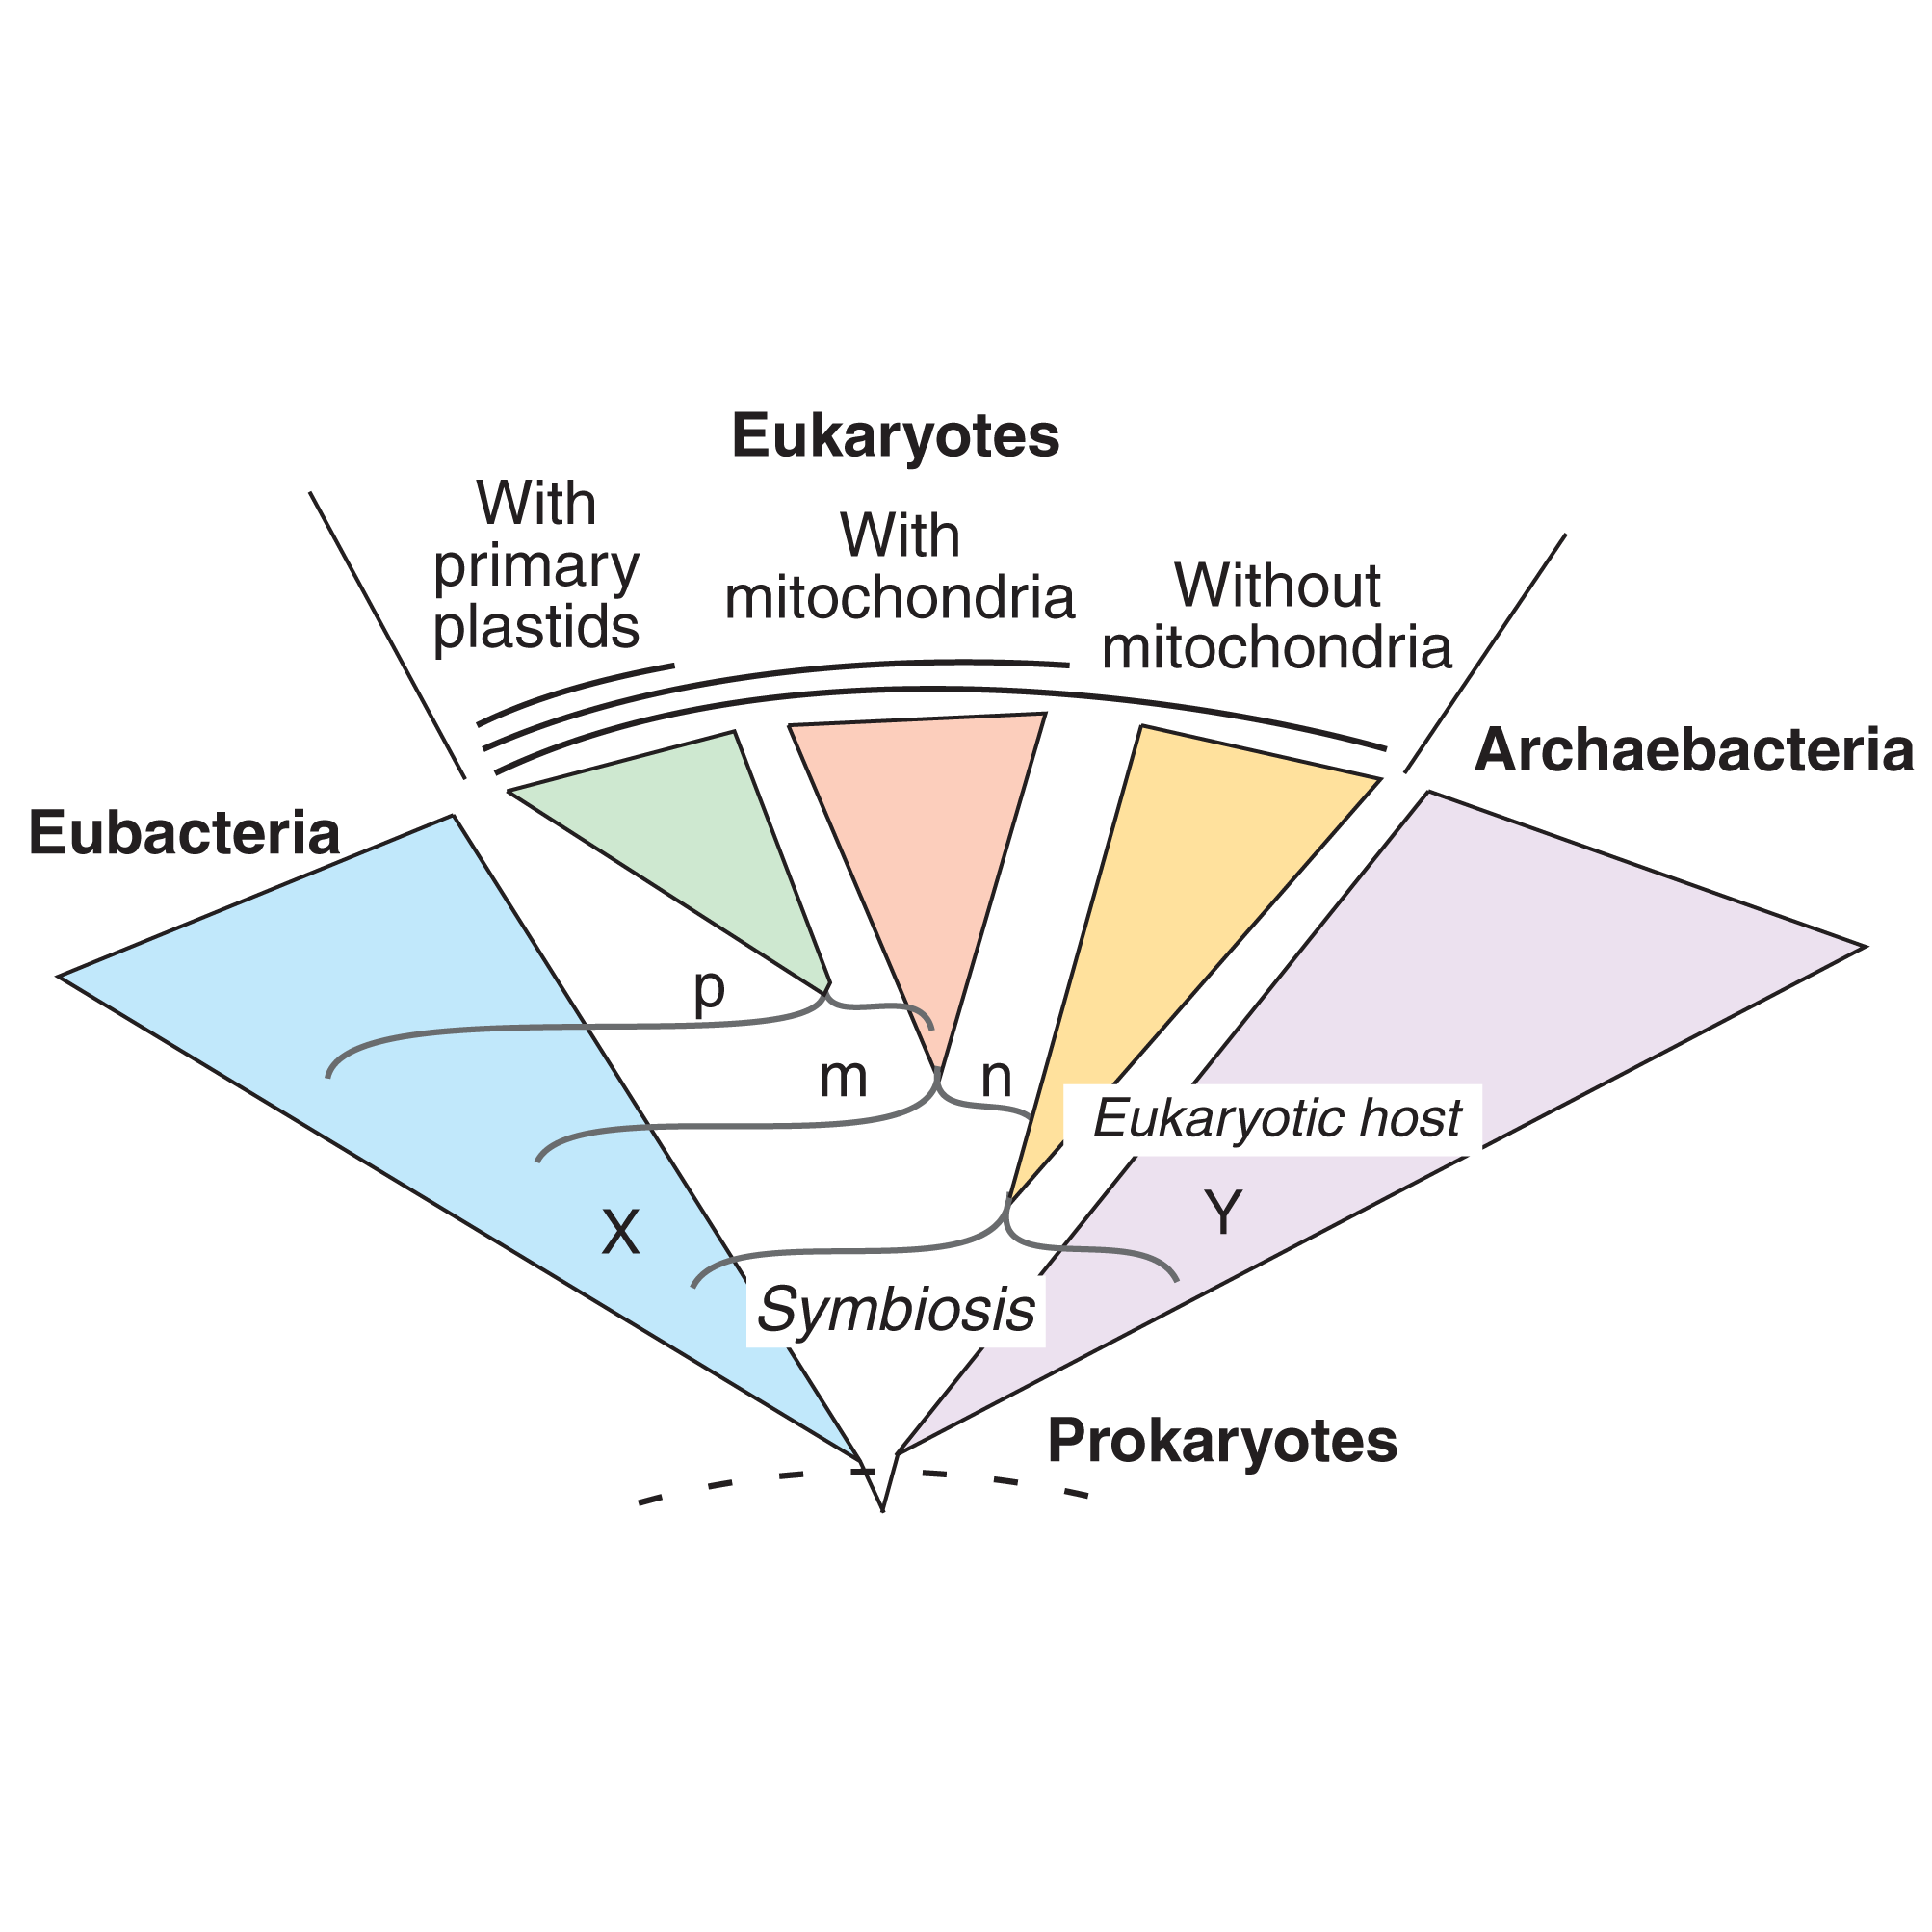 Eukaryotes
With
primary
plastids
With
mitochondria
Without
mitochondria
Archaebacteria
Eubacteria
p
m
n
Eukaryotic host
X
Y
Symbiosis
Prokaryotes